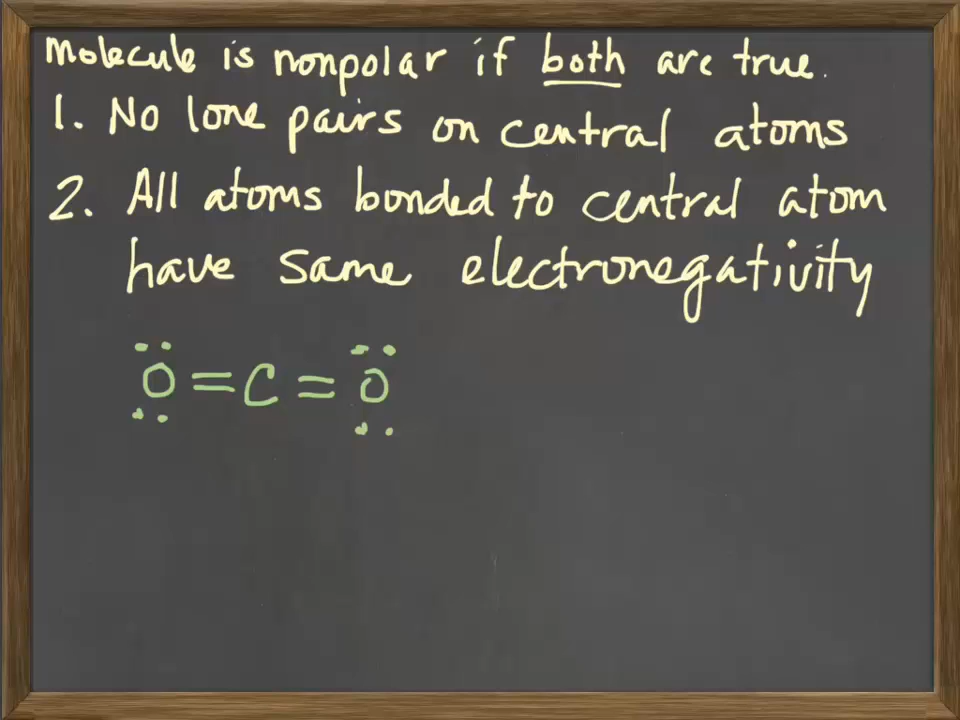 Molecule is nonpolar if both are true.
1. No lone pairs on central atoms
2. All atoms bonded to central atom
have same electronegativity
O = C = O